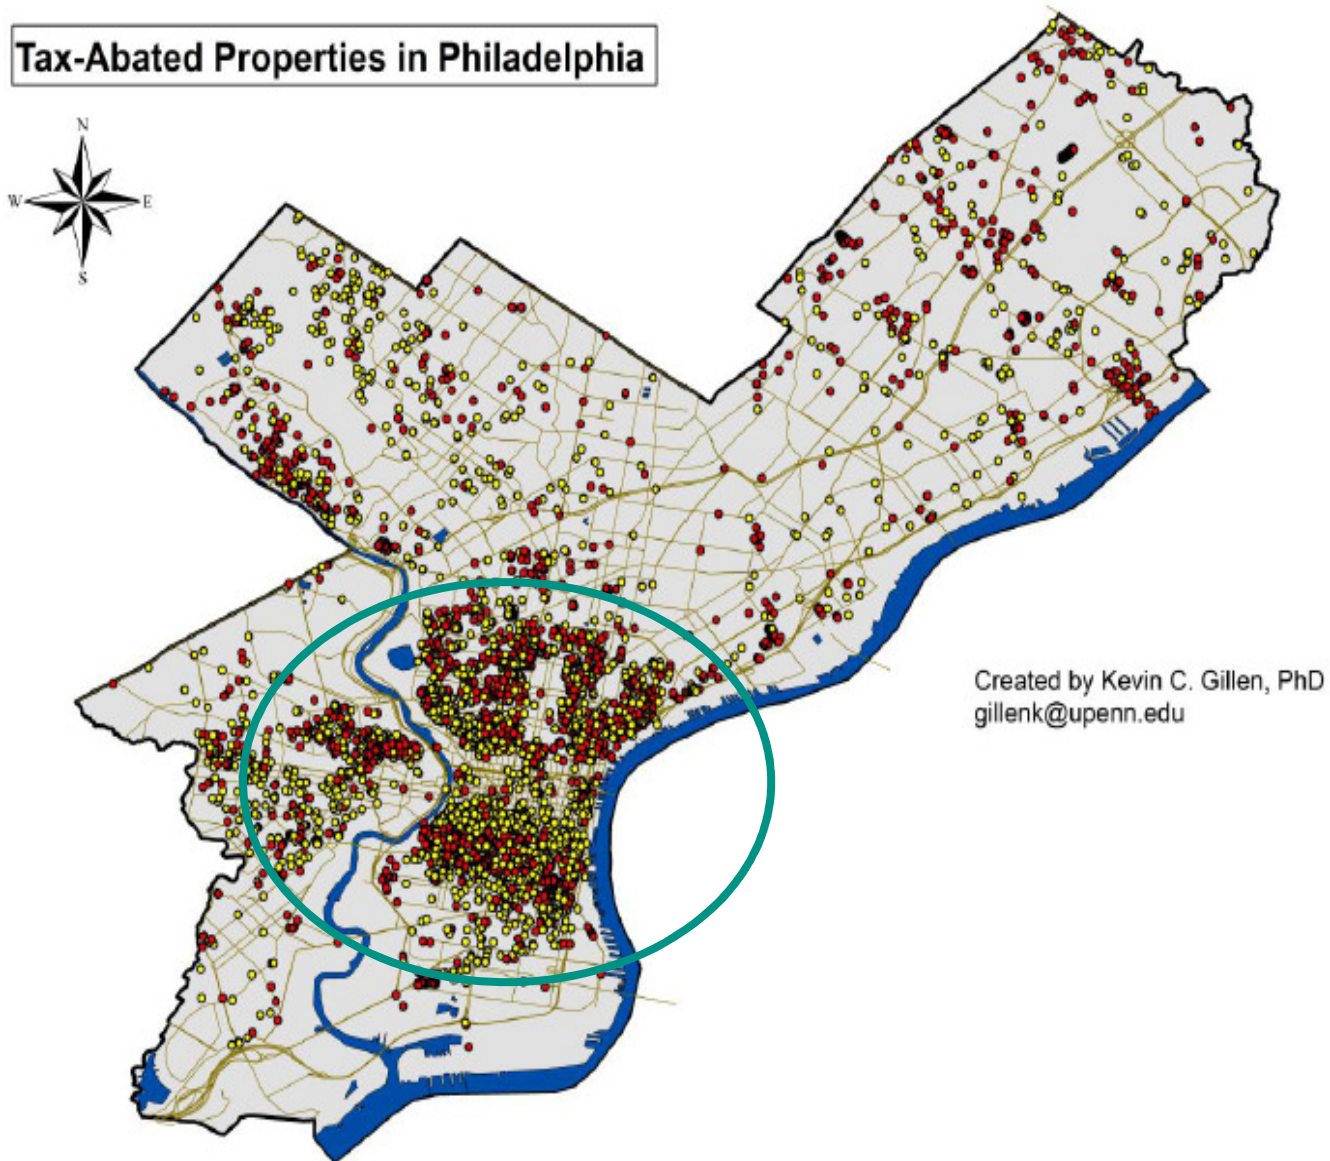 Tax-Abated Properties in Philadelphia
N
W
E
S
Created by Kevin C. Gillen, PhD
gillenk@upenn.edu